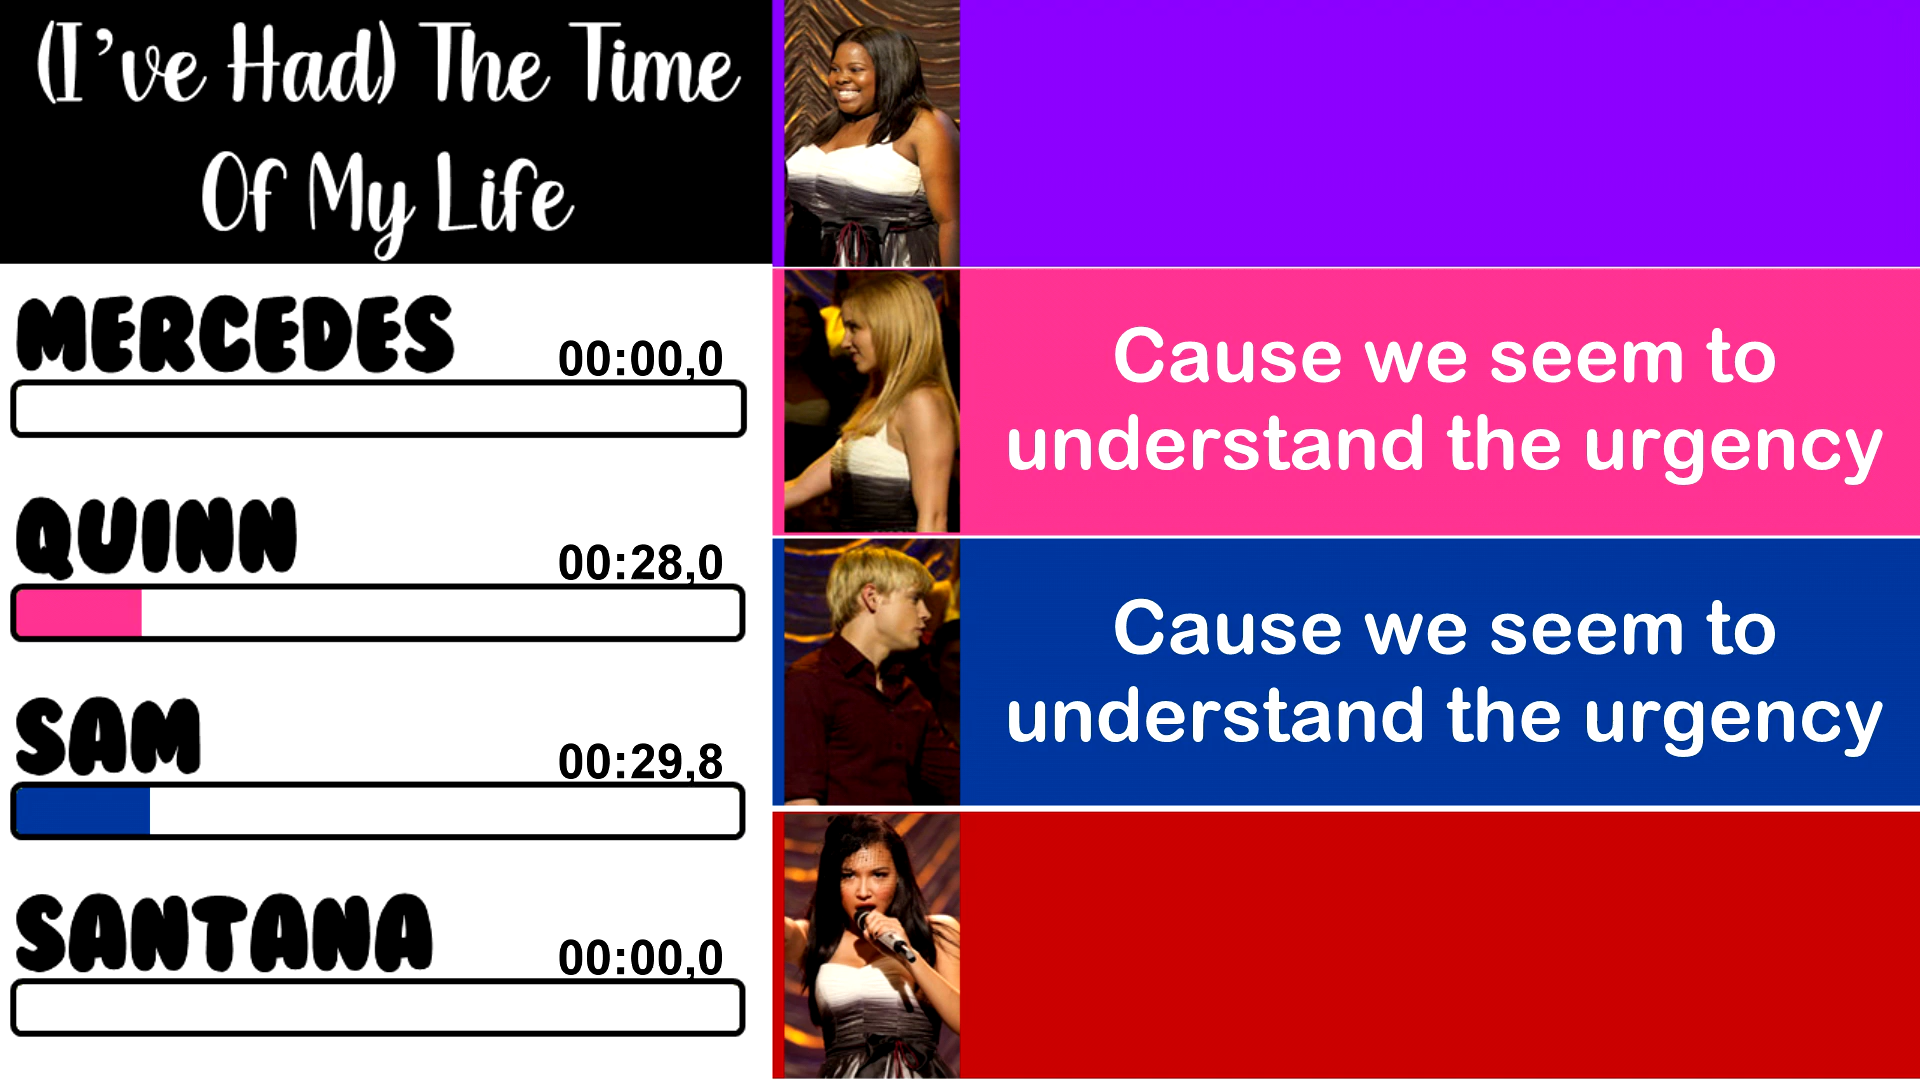 (I've Had) The Time
Of My Life
MERCEDES
00:00,0
QUINN
00:28,0
SAM
00:29,8
SANTANA
00:00,0
Cause we seem to
understand the urgency
Cause we seem to
understand the urgency